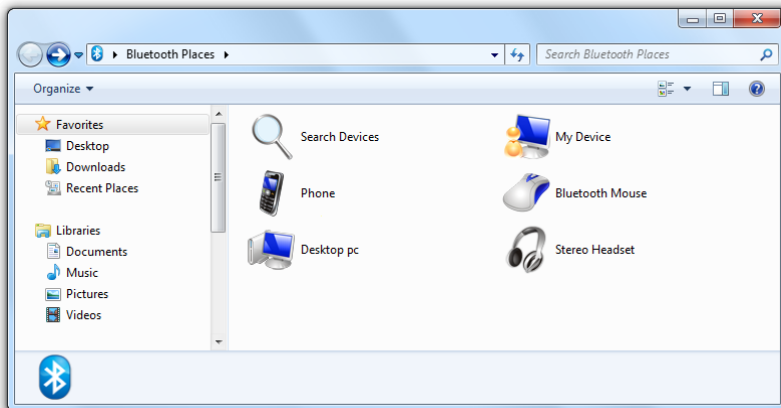 Bluetooth Places
Search Bluetooth Places
Organize
Favorites
Desktop
Downloads
Recent Places
Libraries
Documents
Music
Pictures
Videos
Search Devices
My Device
Phone
Bluetooth Mouse
Desktop pc
Stereo Headset